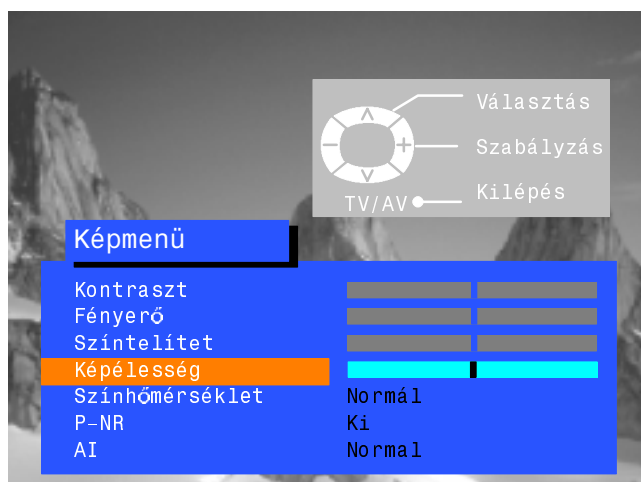 Választás
Szabályzás
TV/AV Kilépés
Képmenü
Kontraszt
Fényerő
Színtelítet
Képélesség
Színhőmérséklet Normál
P-NR Ki
AI Normal